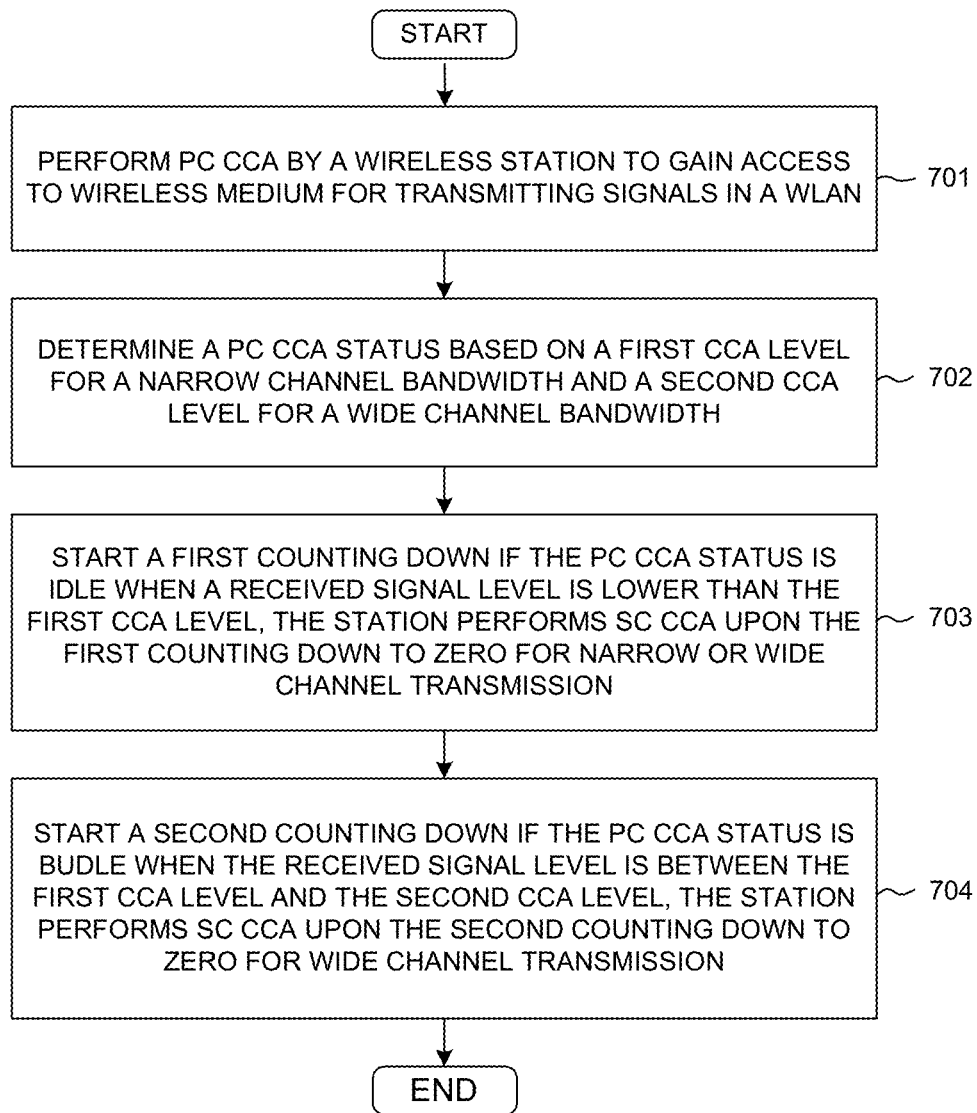 START
PERFORM PC CCA BY A WIRELESS STATION TO GAIN ACCESS
TO WIRELESS MEDIUM FOR TRANSMITTING SIGNALS IN A WLAN
701
DETERMINE A PC CCA STATUS BASED ON A FIRST CCA LEVEL
FOR A NARROW CHANNEL BANDWIDTH AND A SECOND CCA
LEVEL FOR A WIDE CHANNEL BANDWIDTH
702
START A FIRST COUNTING DOWN IF THE PC CCA STATUS IS
IDLE WHEN A RECEIVED SIGNAL LEVEL IS LOWER THAN THE
FIRST CCA LEVEL, THE STATION PERFORMS SC CCA UPON THE
FIRST COUNTING DOWN TO ZERO FOR NARROW OR WIDE
CHANNEL TRANSMISSION
703
START A SECOND COUNTING DOWN IF THE PC CCA STATUS IS
BUDLE WHEN THE RECEIVED SIGNAL LEVEL IS BETWEEN THE
FIRST CCA LEVEL AND THE SECOND CCA LEVEL, THE STATION
PERFORMS SC CCA UPON THE SECOND COUNTING DOWN TO
ZERO FOR WIDE CHANNEL TRANSMISSION
704
END